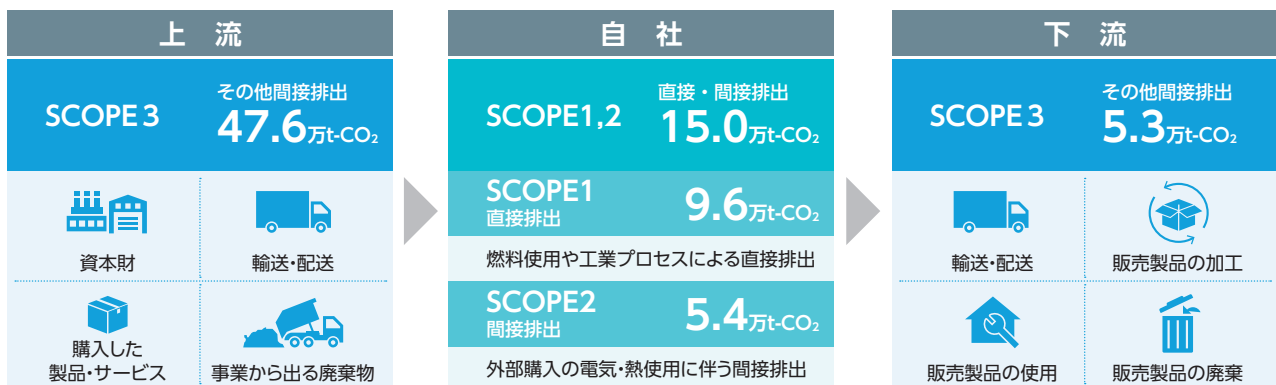 上 流
SCOPE 3
その他間接排出
47.6万t-CO₂
資本財
輸送・配送
購入した
製品・サービス
事業から出る廃棄物
自 社
SCOPE1,2
直接・間接排出
15.0万t-CO₂
SCOPE1
直接排出
9.6万t-CO₂
燃料使用や工業プロセスによる直接排出
SCOPE2
間接排出
5.4万t-CO₂
外部購入の電気・熱使用に伴う間接排出
下 流
SCOPE 3
その他間接排出
5.3万t-CO₂
輸送・配送
販売製品の加工
販売製品の使用
販売製品の廃棄